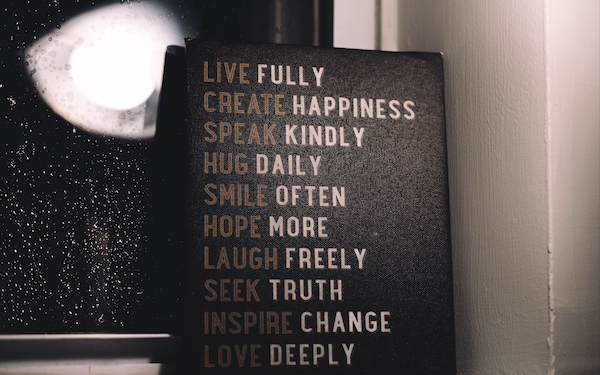 LIVE FULLY
CREATE HAPPINESS
SPEAK KINDLY
HUG DAILY
SMILE OFTEN
HOPE MORE
LAUGH FREELY
SEEK TRUTH
INSPIRE CHANGE
LOVE DEEPLY